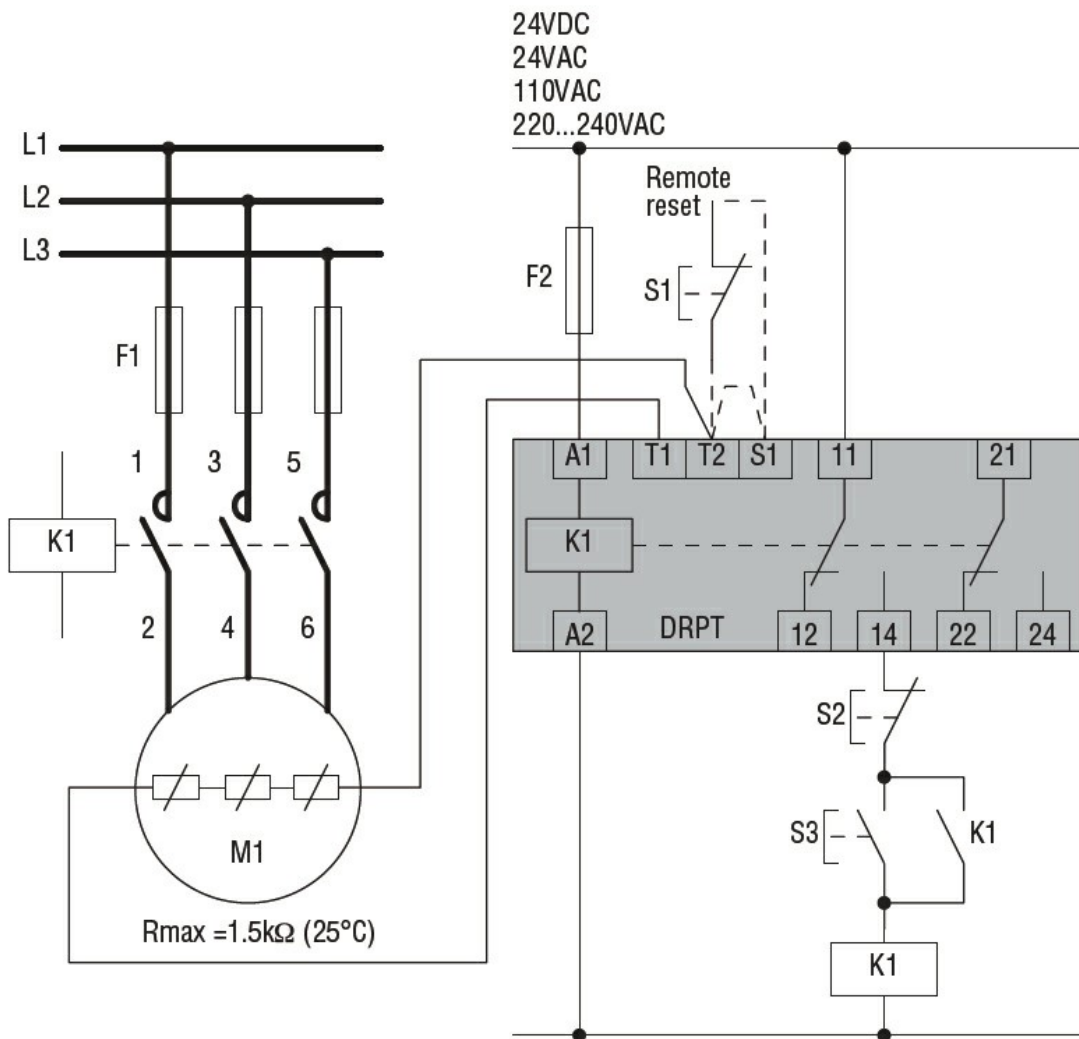 24VDC
24VAC
110VAC
220...240VAC
L1
L2
L3
Remote
reset
F1
F2
S1
1 3 5
A1 T1 T2 S1 11 21
K1
K1
2 4 6
A2 DRPT 12 14 22 24
S2
M1
S3 K1
Rmax =1.5kΩ (25°C)
K1